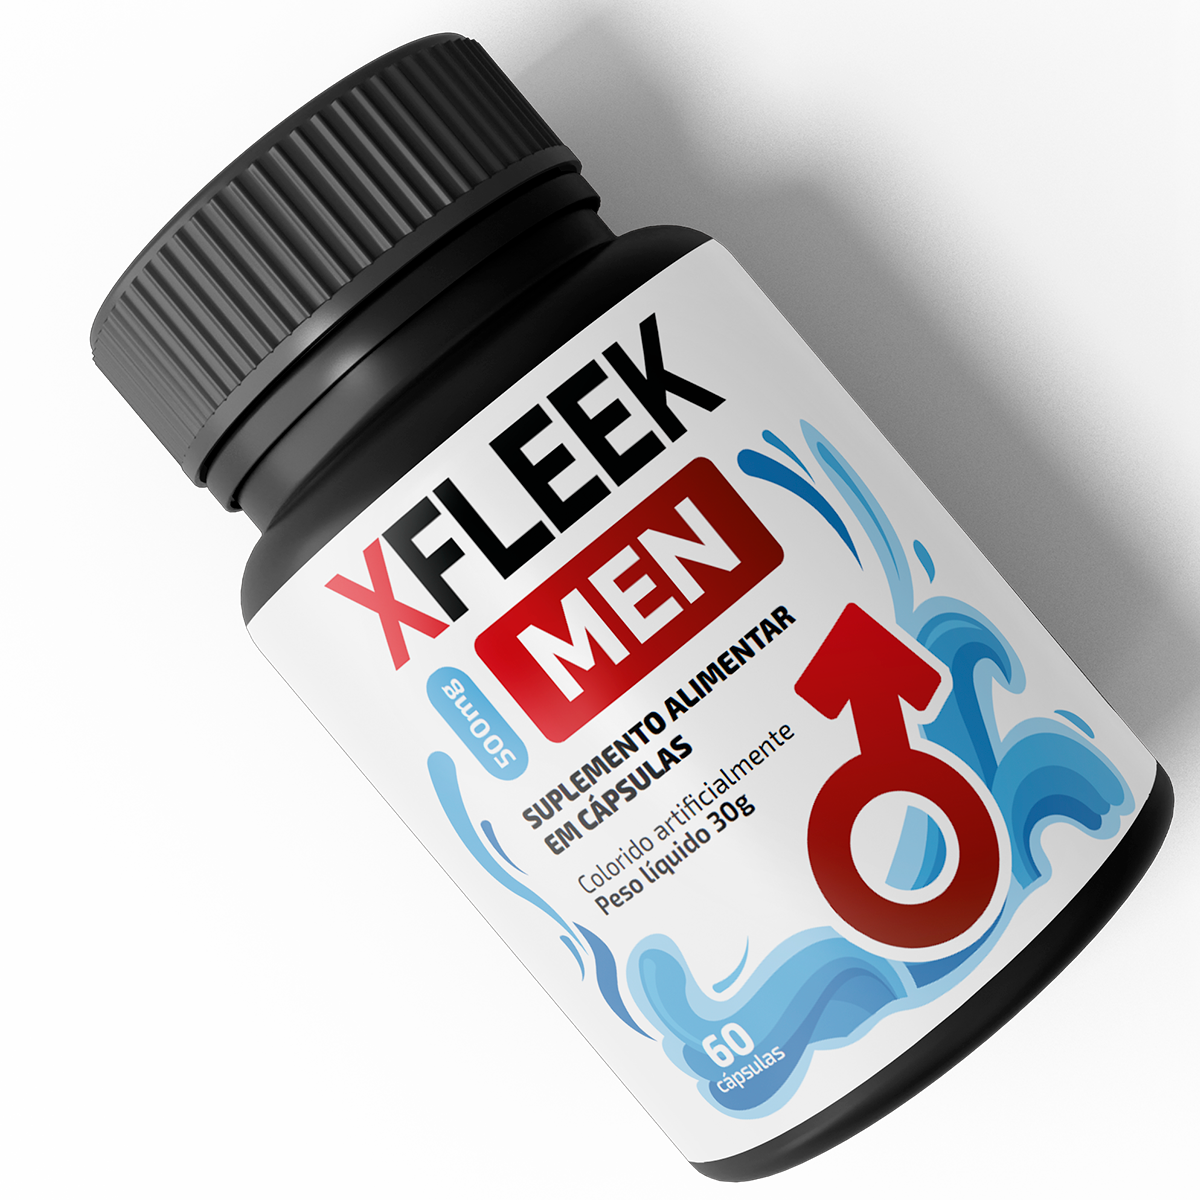 XFLEEK
MEN
500mg
SUPLEMENTO ALIMENTAR
EM CÁPSULAS
Colorido artificialmente
Peso líquido 30g
60
cápsulas